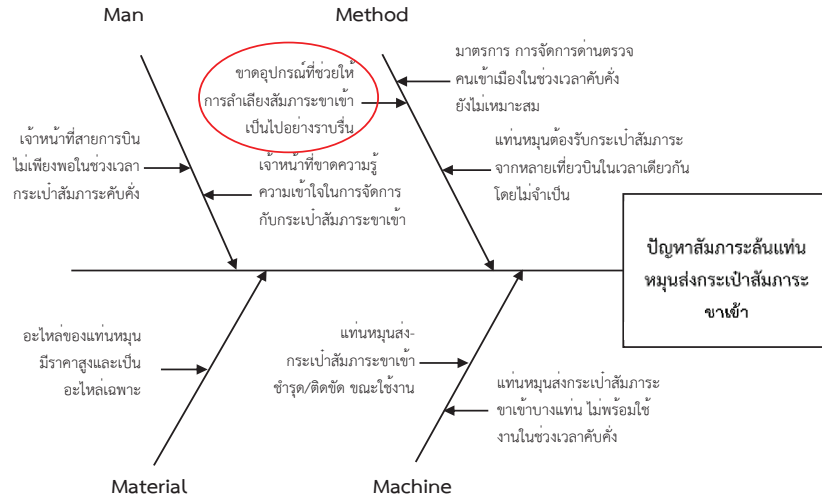 Man
Method
ขาดอุปกรณ์ที่ช่วยให้
การลำเลียงสัมภาระขาเข้า
เป็นไปอย่างราบรื่น
มาตรการ การจัดการด่านตรวจ
คนเข้าเมืองในช่วงเวลาคับคั่ง
ยังไม่เหมาะสม
เจ้าหน้าที่สายการบิน
ไม่เพียงพอในช่วงเวลา
กระเป๋าสัมภาระคับคั่ง
เจ้าหน้าที่ขาดความรู้
ความเข้าใจในการจัดการ
กับกระเป๋าสัมภาระขาเข้า
แท่นหมุนต้องรับกระเป๋าสัมภาระ
จากหลายเที่ยวบินในเวลาเดียวกัน
โดยไม่จำเป็น
ปัญหาสัมภาระล้นแท่น
หมุนส่งกระเป๋าสัมภาระ
ขาเข้า
อะไหล่ของแท่นหมุน
มีราคาสูงและเป็น
อะไหล่เฉพาะ
แท่นหมุนส่ง-
กระเป๋าสัมภาระขาเข้า
ชำรุด/ติดขัด ขณะใช้งาน
แท่นหมุนส่งกระเป๋าสัมภาระ
ขาเข้าบางแท่น ไม่พร้อมใช้
งานในช่วงเวลาคับคั่ง
Material
Machine